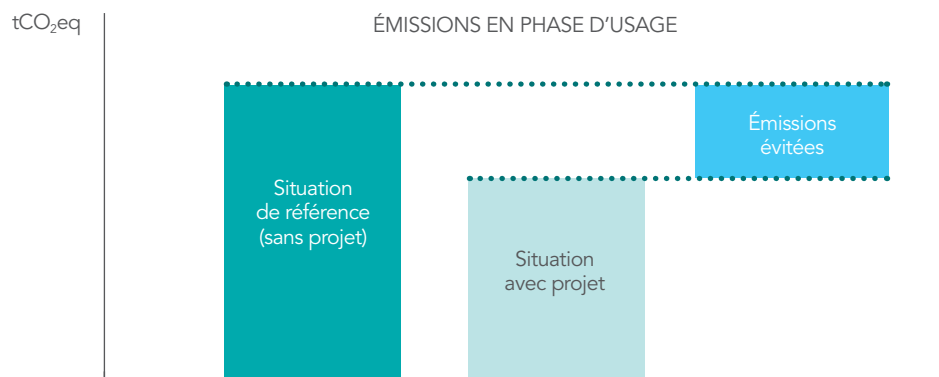 tCO₂eq
ÉMISSIONS EN PHASE D’USAGE
Émissions
évitées
Situation
de référence
(sans projet)
Situation
avec projet